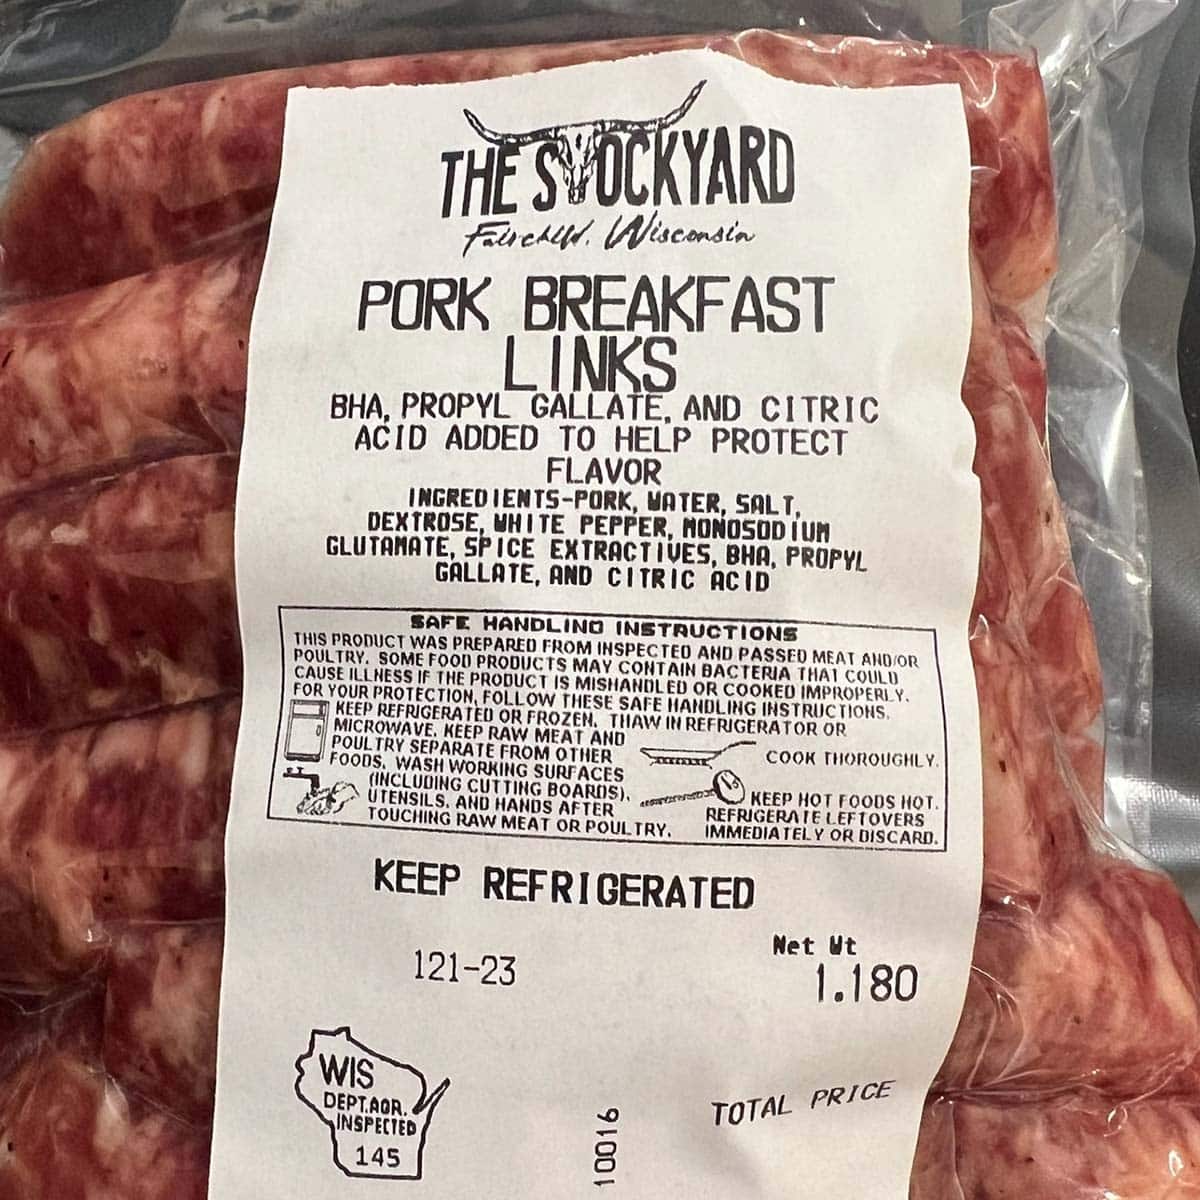 THE STOCKYARD
Fairchild, Wisconsin
PORK BREAKFAST
LINKS
BHA, PROPYL GALLATE, AND CITRIC
ACID ADDED TO HELP PROTECT
FLAVOR
INGREDIENTS-PORK, WATER, SALT,
DEXTROSE, WHITE PEPPER, MONOSODIUM
GLUTAMATE, SPICE EXTRACTIVES, BHA, PROPYL
GALLATE, AND CITRIC ACID
SAFE HANDLING INSTRUCTIONS
THIS PRODUCT WAS PREPARED FROM INSPECTED AND PASSED MEAT AND/OR
POULTRY. SOME FOOD PRODUCTS MAY CONTAIN BACTERIA THAT COULD
CAUSE ILLNESS IF THE PRODUCT IS MISHANDLED OR COOKED IMPROPERLY.
FOR YOUR PROTECTION, FOLLOW THESE SAFE HANDLING INSTRUCTIONS.
KEEP REFRIGERATED OR FROZEN. THAW IN REFRIGERATOR OR
MICROWAVE. KEEP RAW MEAT AND
POULTRY SEPARATE FROM OTHER
FOODS. WASH WORKING SURFACES
(INCLUDING CUTTING BOARDS),
UTENSILS, AND HANDS AFTER
TOUCHING RAW MEAT OR POULTRY.
COOK THOROUGHLY.
KEEP HOT FOODS HOT.
REFRIGERATE LEFTOVERS
IMMEDIATELY OR DISCARD.
KEEP REFRIGERATED
121-23
Net Wt
1.180
WIS
DEPT.AGR.
INSPECTED
145
10016
TOTAL PRICE